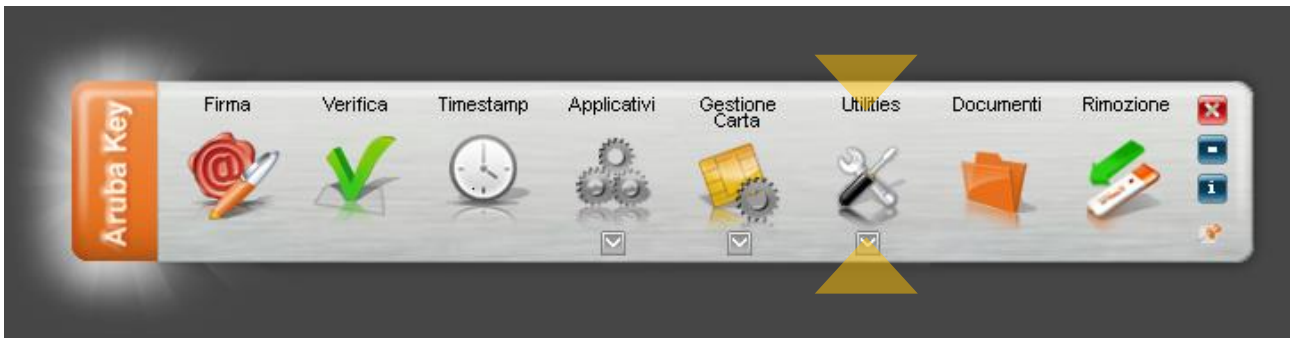 Aruba Key
Firma
Verifica
Timestamp
Applicativi
Gestione
Carta
Utilities
Documenti
Rimozione